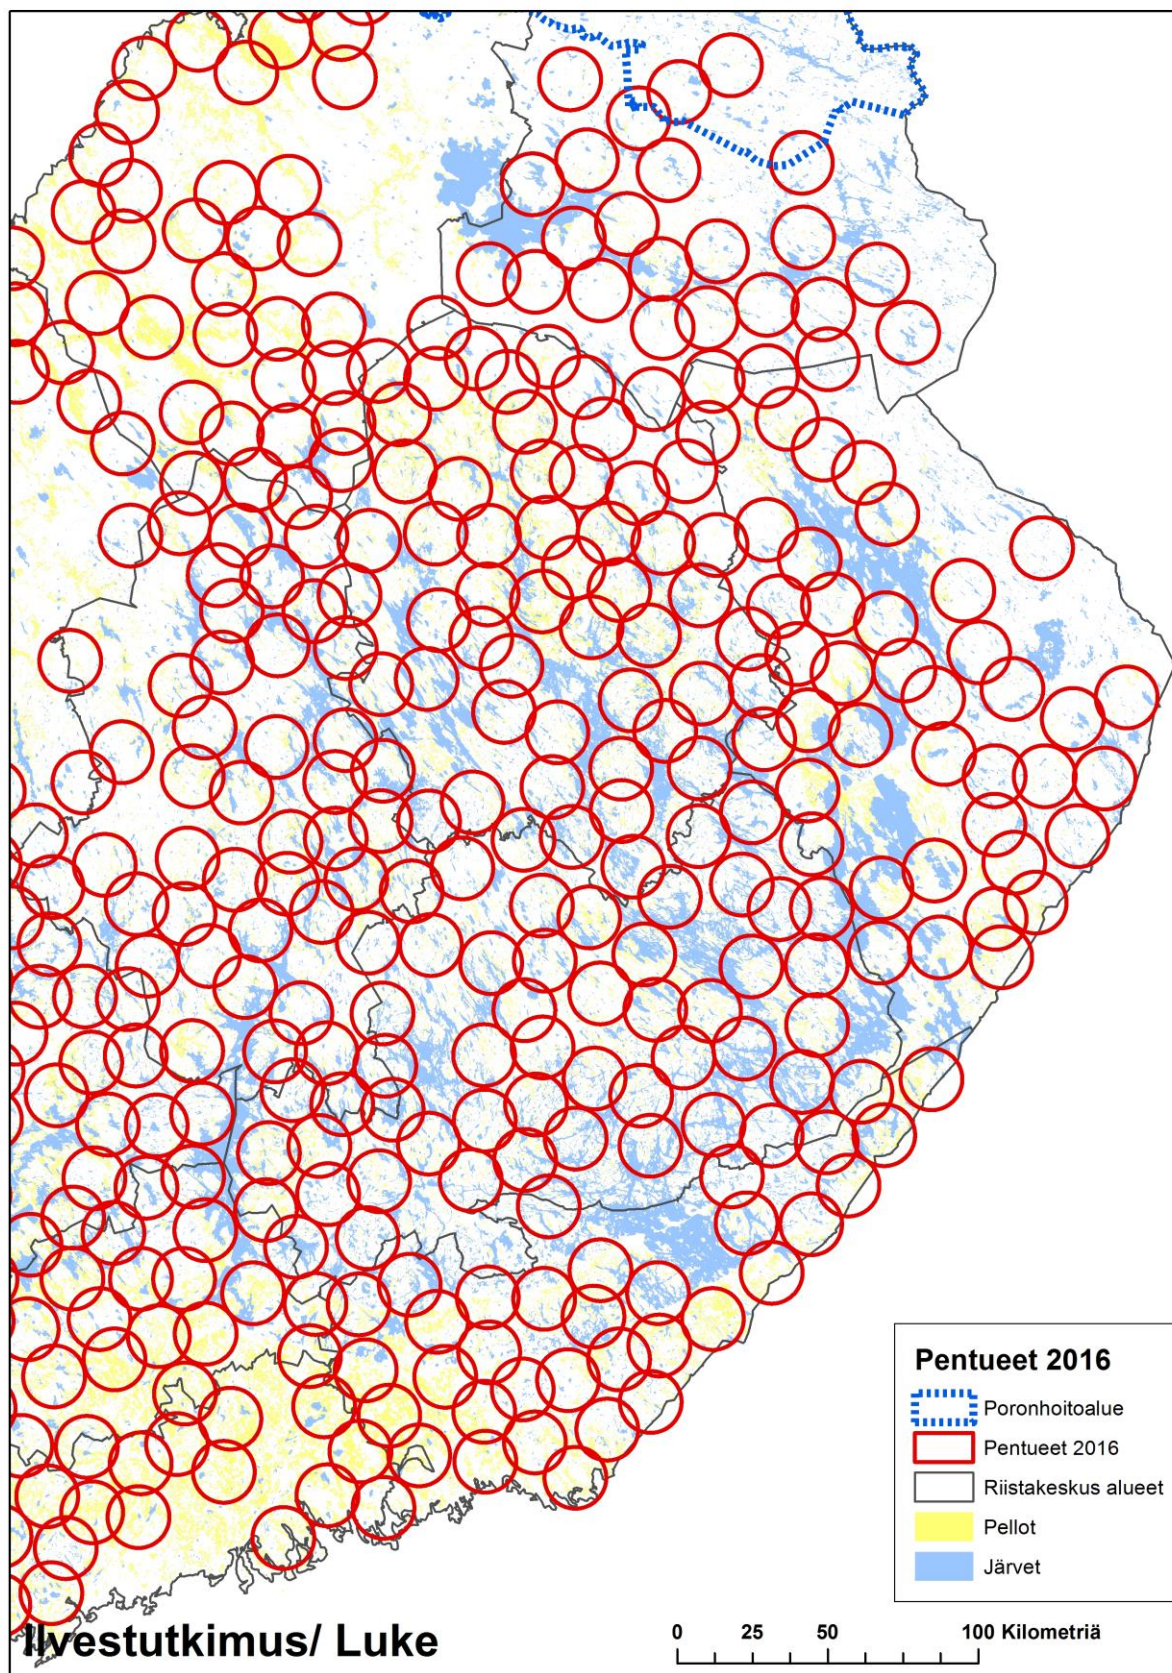 Pentueet 2016
Poronhoitoalue
Pentueet 2016
Riistakeskus alueet
Pellot
Järvet
Ilvestutkimus/ Luke
0 25 50 100 Kilometriä